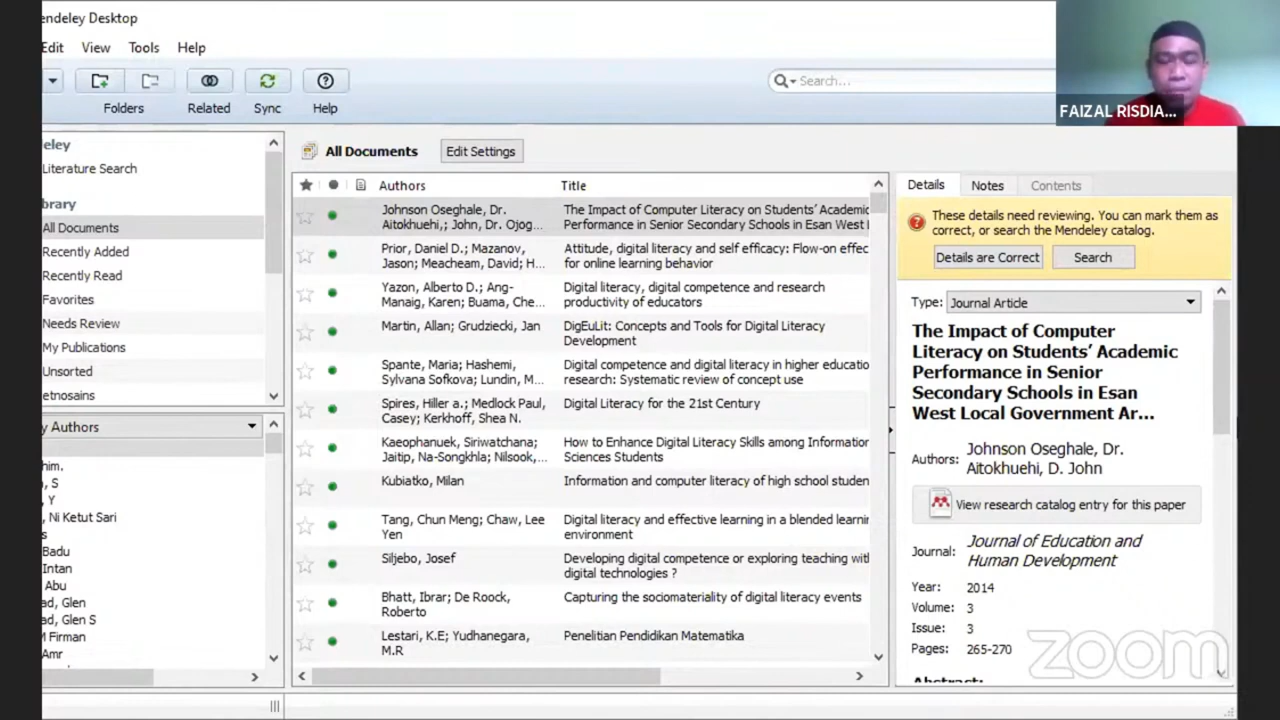 endeley Desktop
Edit View Tools Help
Search...
Folders Related Sync Help
FAIZAL RISDIA...
eley
Literature Search
brary
All Documents
Recently Added
Recently Read
Favorites
Needs Review
My Publications
Unsorted
etnosains
y Authors
him.
, S
, Y
, Ni Ketut Sari
s
Badu
Intan
Abu
ad, Glen
d, Glen S
M Firman
Amr
All Documents Edit Settings
Authors Title
Johnson Oseghale, Dr. Aitokhuehi,; John, Dr. Ojog...
The Impact of Computer Literacy on Students' Academic
Performance in Senior Secondary Schools in Esan West
Prior, Daniel D.; Mazanov, Jason; Meacheam, David; H...
Attitude, digital literacy and self efficacy: Flow-on effec
for online learning behavior
Yazon, Alberto D.; Ang-Manaig, Karen; Buama, Che...
Digital literacy, digital competence and research
productivity of educators
Martin, Allan; Grudziecki, Jan
DigEuLit: Concepts and Tools for Digital Literacy
Development
Spante, Maria; Hashemi, Sylvana Sofkova; Lundin, M...
Digital competence and digital literacy in higher educatio
research: Systematic review of concept use
Spires, Hiller a.; Medlock Paul, Casey; Kerkhoff, Shea N.
Digital Literacy for the 21st Century
Kaeophanuek, Siriwatchana; Jaitip, Na-Songkhla; Nilsook,...
How to Enhance Digital Literacy Skills among Information
Sciences Students
Kubiatko, Milan
Information and computer literacy of high school studen
Tang, Chun Meng; Chaw, Lee Yen
Digital literacy and effective learning in a blended learnin
environment
Siljebo, Josef
Developing digital competence or exploring teaching wit
digital technologies ?
Bhatt, Ibrar; De Roock, Roberto
Capturing the sociomateriality of digital literacy events
Lestari, K.E; Yudhanegara, M.R
Penelitian Pendidikan Matematika
Details Notes Contents
These details need reviewing. You can mark them as
correct, or search the Mendeley catalog.
Details are Correct Search
Type: Journal Article
The Impact of Computer
Literacy on Students' Academic
Performance in Senior
Secondary Schools in Esan
West Local Government Ar...
Authors: Johnson Oseghale, Dr.
Aitokhuehi, D. John
View research catalog entry for this paper
Journal: Journal of Education and
Human Development
Year: 2014
Volume: 3
Issue: 3
Pages: 265-270
Abstract:
zoom